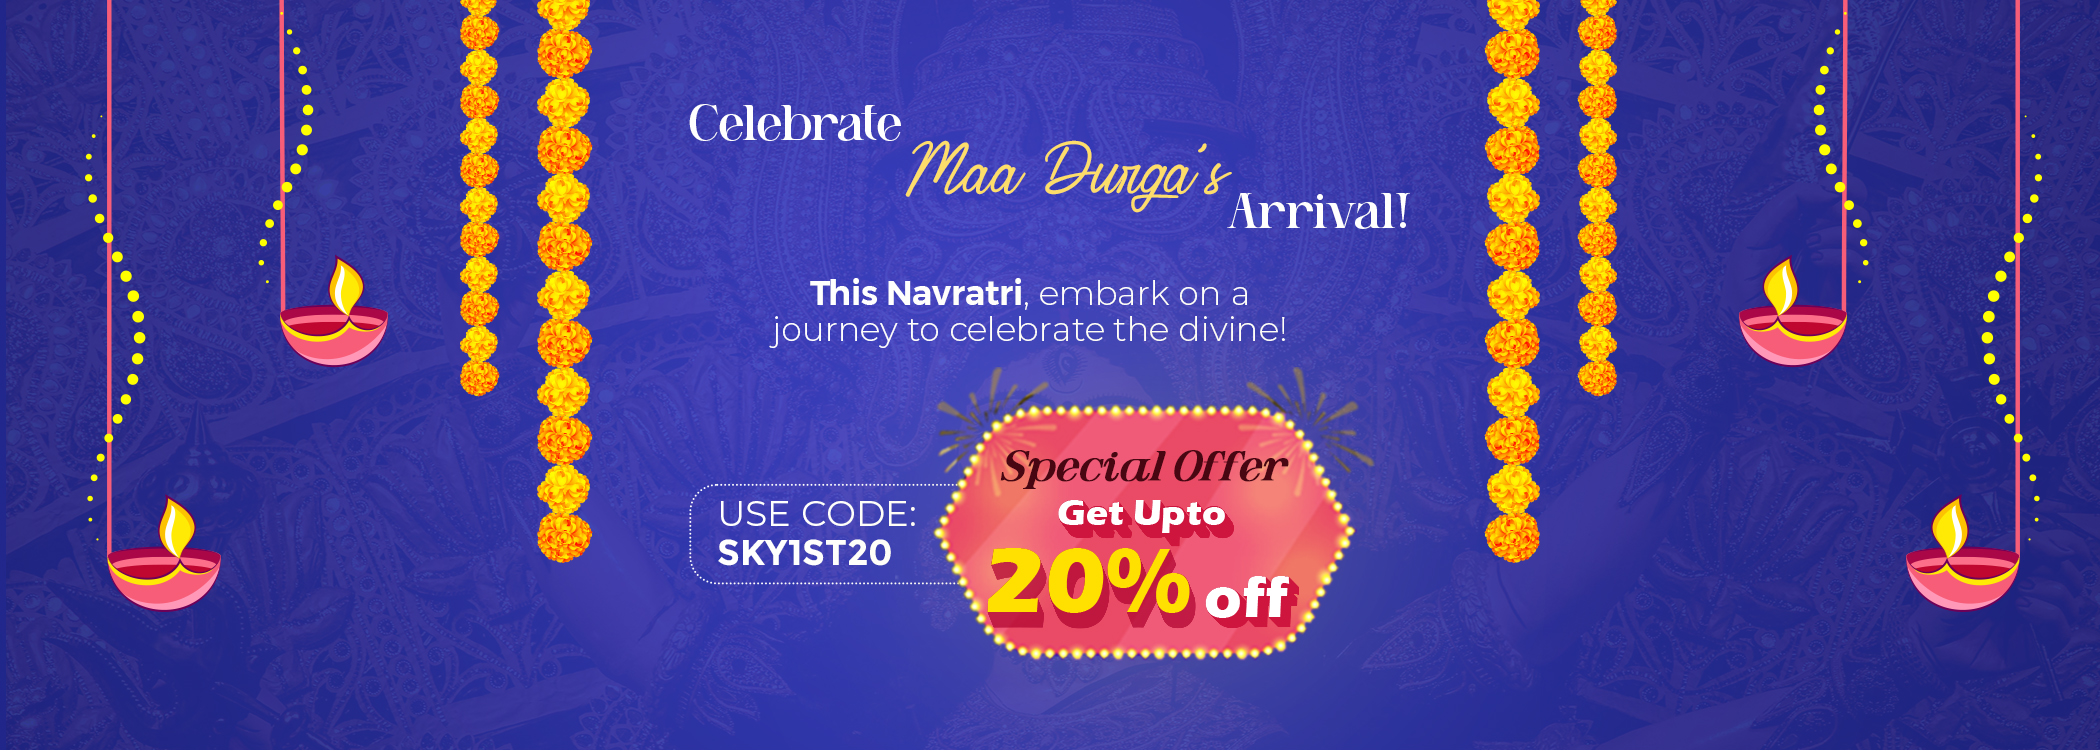 Celebrate
Maa Durga's
Arrival!
This Navratri, embark on a
journey to celebrate the divine!
USE CODE:
SKY1ST20
Special Offer
Get Upto
20% off